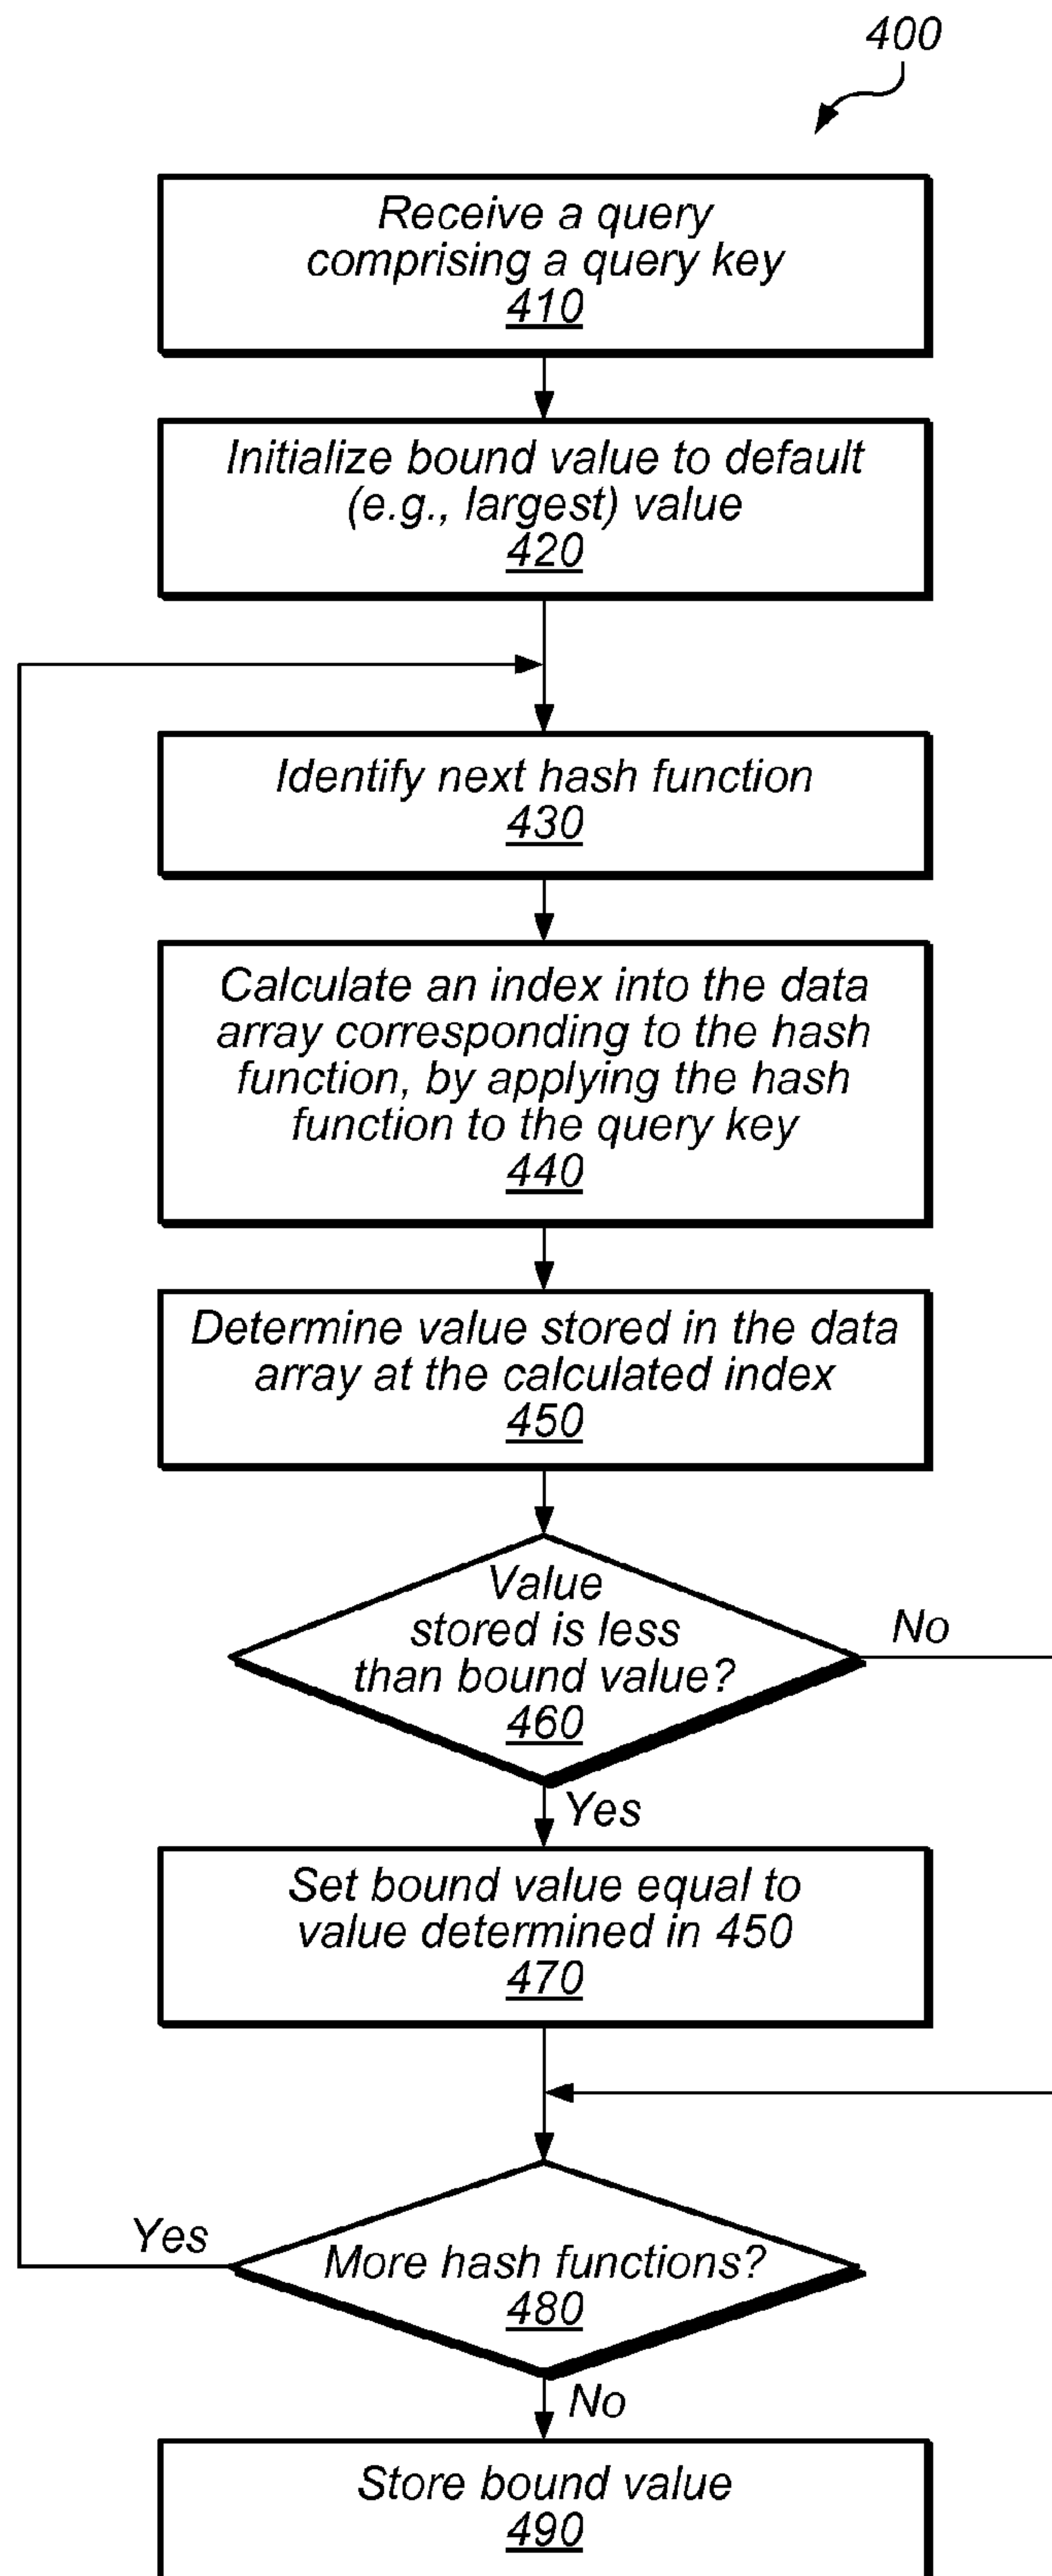 400
Receive a query
comprising a query key
410
Initialize bound value to default
(e.g., largest) value
420
Identify next hash function
430
Calculate an index into the data
array corresponding to the hash
function, by applying the hash
function to the query key
440
Determine value stored in the data
array at the calculated index
450
Value
stored is less
than bound value?
460
No
Yes
Set bound value equal to
value determined in 450
470
Yes
More hash functions?
480
No
Store bound value
490